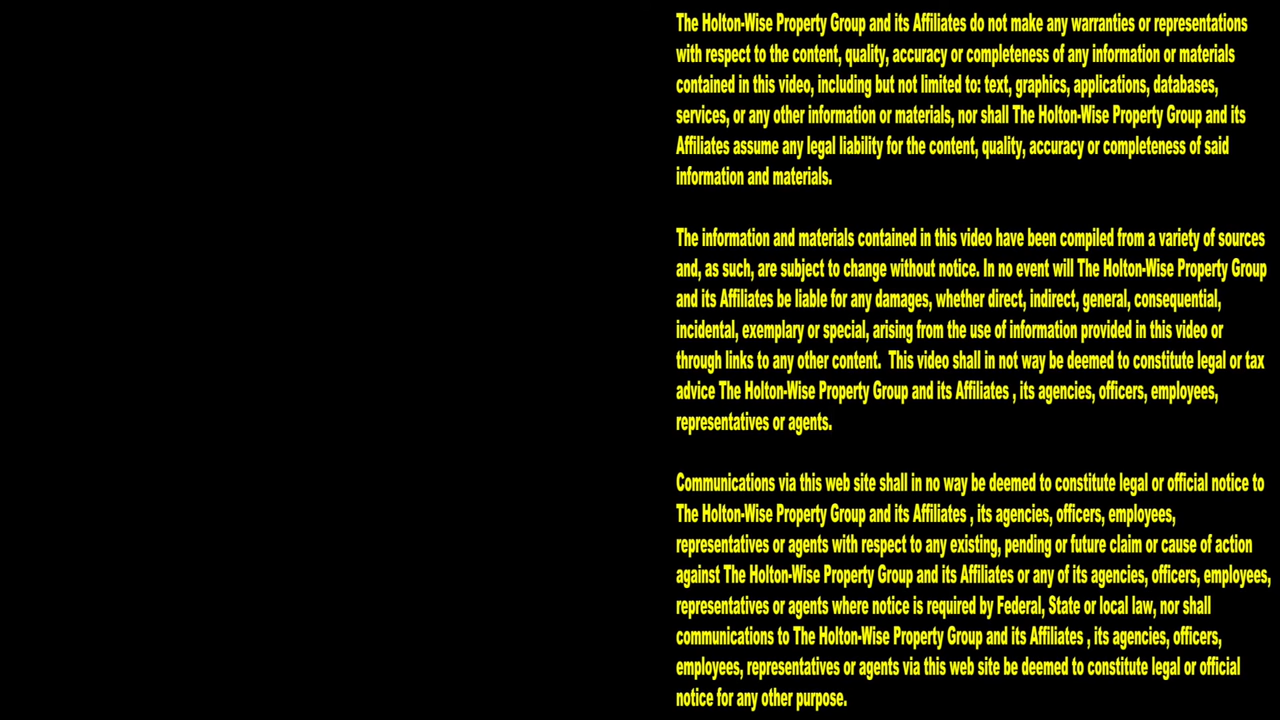 The Holton-Wise Property Group and its Affiliates do not make any warranties or representations
with respect to the content, quality, accuracy or completeness of any information or materials
contained in this video, including but not limited to: text, graphics, applications, databases,
services, or any other information or materials, nor shall The Holton-Wise Property Group and its
Affiliates assume any legal liability for the content, quality, accuracy or completeness of said
information and materials.
The information and materials contained in this video have been compiled from a variety of sources
and, as such, are subject to change without notice. In no event will The Holton-Wise Property Group
and its Affiliates be liable for any damages, whether direct, indirect, general, consequential,
incidental, exemplary or special, arising from the use of information provided in this video or
through links to any other content.  This video shall in not way be deemed to constitute legal or tax
advice The Holton-Wise Property Group and its Affiliates , its agencies, officers, employees,
representatives or agents.
Communications via this web site shall in no way be deemed to constitute legal or official notice to
The Holton-Wise Property Group and its Affiliates , its agencies, officers, employees,
representatives or agents with respect to any existing, pending or future claim or cause of action
against The Holton-Wise Property Group and its Affiliates or any of its agencies, officers, employees,
representatives or agents where notice is required by Federal, State or local law, nor shall
communications to The Holton-Wise Property Group and its Affiliates , its agencies, officers,
employees, representatives or agents via this web site be deemed to constitute legal or official
notice for any other purpose.